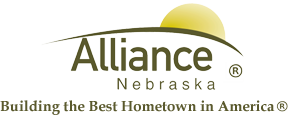 Alliance
Nebraska ®
Building the Best Hometown in America®